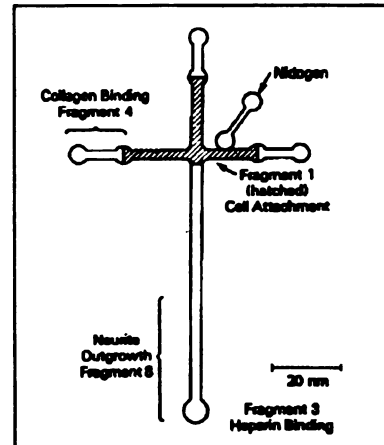 Nidogen
Collagen Binding
Fragment 4
Fragment 1
(hatched)
Cell Attachment
Neurite
Outgrowth
Fragment 8
20 nm
Fragment 3
Heparin Binding